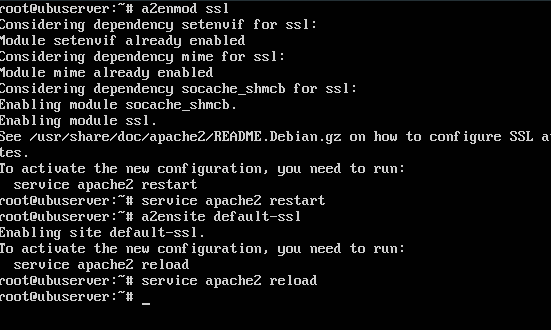 root@ubuserver:~# a2enmod ssl
Considering dependency setenvif for ssl:
Module setenvif already enabled
Considering dependency mime for ssl:
Module mime already enabled
Considering dependency socache_shmcb for ssl:
Enabling module socache_shmcb.
Enabling module ssl.
See /usr/share/doc/apache2/README.Debian.gz on how to configure SSL a
tes.
To activate the new configuration, you need to run:
  service apache2 restart
root@ubuserver:~# service apache2 restart
root@ubuserver:~# a2ensite default-ssl
Enabling site default-ssl.
To activate the new configuration, you need to run:
  service apache2 reload
root@ubuserver:~# service apache2 reload
root@ubuserver:~# _